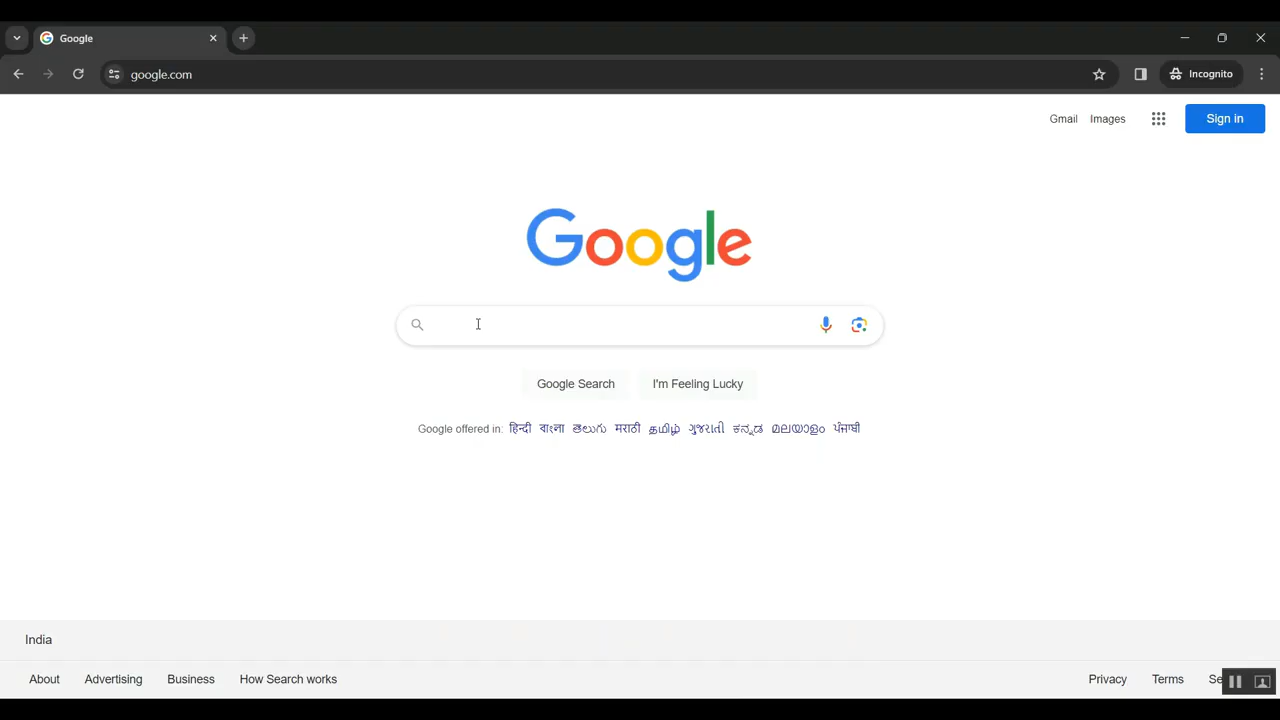 Google
google.com
Incognito
Gmail Images
Sign in
Google
Google Search I'm Feeling Lucky
Google offered in: हिन्दी বাংলা తెలుగు मराठी தமிழ் ગુજરાતી ಕನ್ನಡ മലയാളം ਪੰਜਾਬੀ
India
About Advertising Business How Search works Privacy Terms